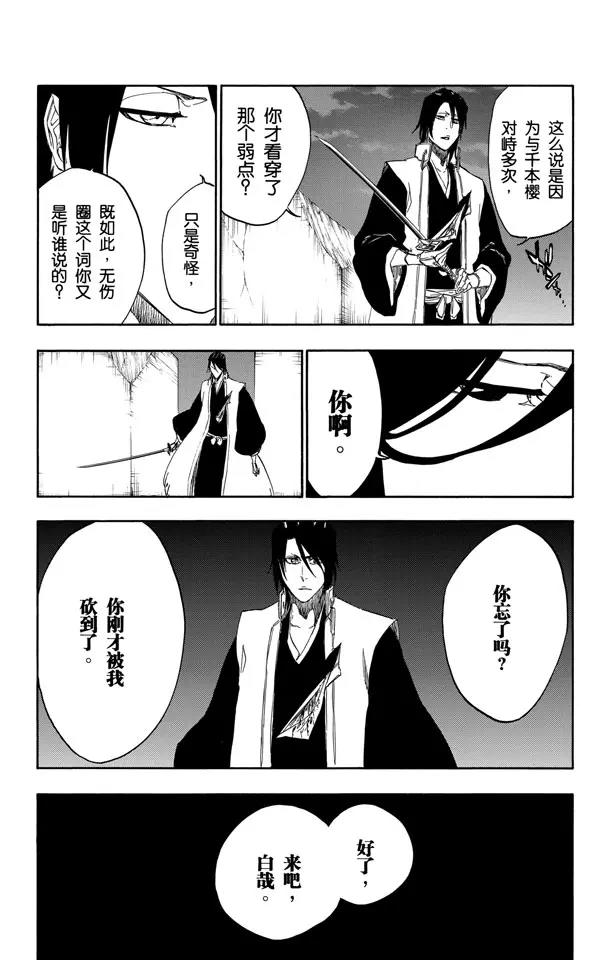 这么说是因
为与千本樱
对峙多次，
你才看穿了
那个弱点？
只是奇怪，
既如此，无伤
圈这个词你又
是听谁说的？
你啊。
你忘了吗？
你刚才被我
砍到了。
好了，
来吧，
白哉。